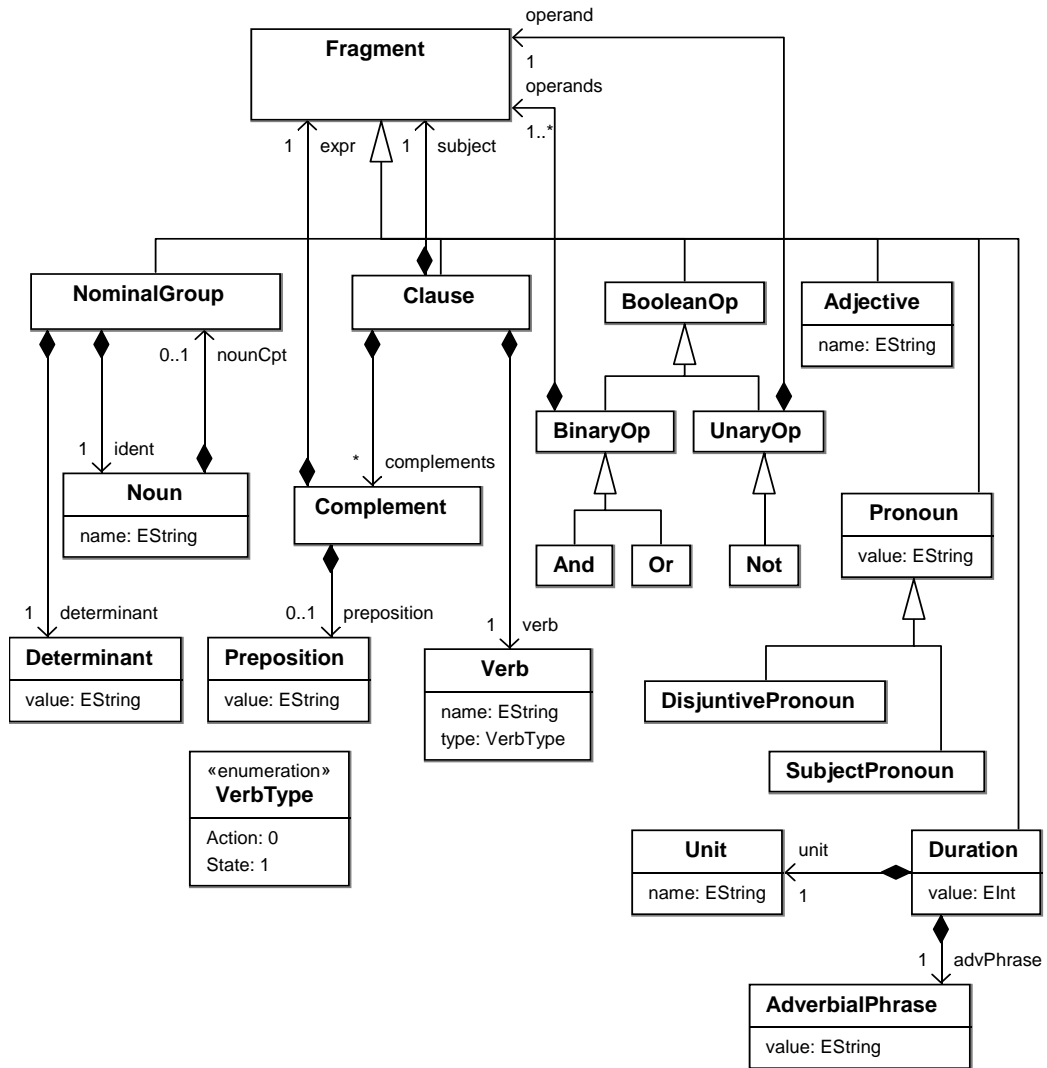 operand
Fragment
1
operands
1..*
1 expr
1 subject
NominalGroup
Clause
BooleanOp
Adjective
name: EString
0..1 nounCpt
BinaryOp
UnaryOp
1 ident
* complements
Noun
name: EString
Complement
Pronoun
value: EString
And
Or
Not
1 determinant
0..1 preposition
1 verb
Determinant
value: EString
Preposition
value: EString
Verb
name: EString
type: VerbType
DisjuntivePronoun
SubjectPronoun
«enumeration»
VerbType
Action: 0
State: 1
Unit
name: EString
unit
1
Duration
value: EInt
1 advPhrase
AdverbialPhrase
value: EString